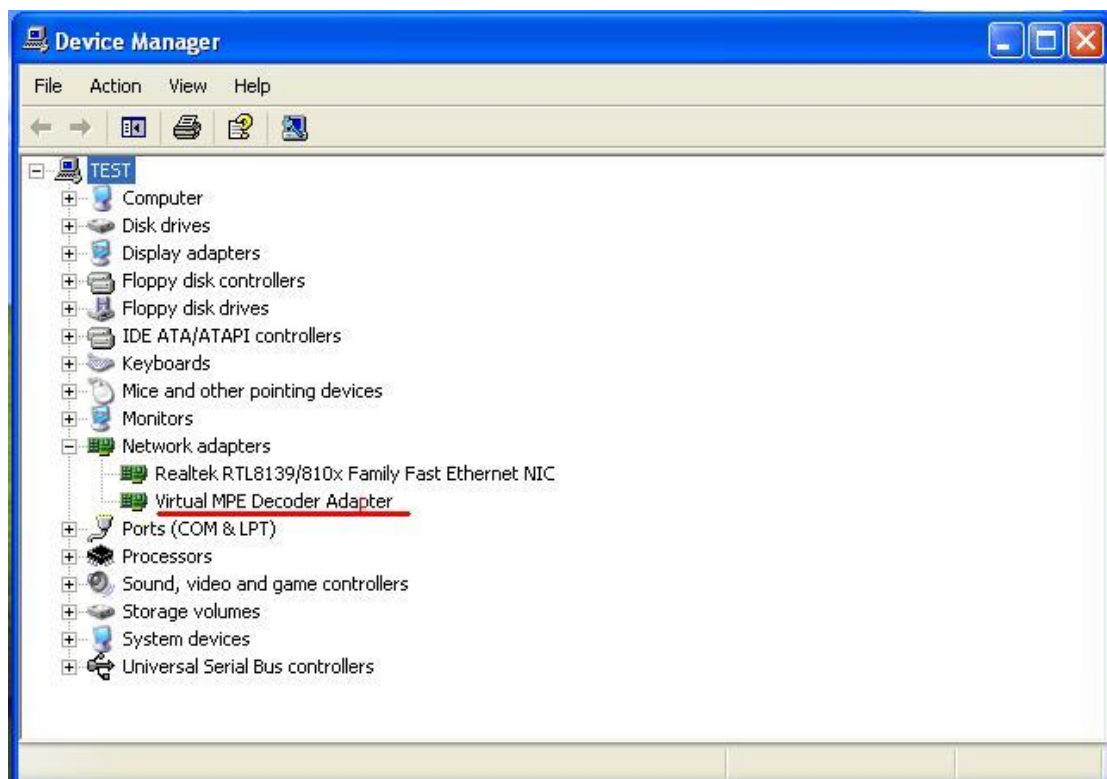 Device Manager
File Action View Help
TEST
Computer
Disk drives
Display adapters
Floppy disk controllers
Floppy disk drives
IDE ATA/ATAPI controllers
Keyboards
Mice and other pointing devices
Monitors
Network adapters
Realtek RTL8139/810x Family Fast Ethernet NIC
Virtual MPE Decoder Adapter
Ports (COM & LPT)
Processors
Sound, video and game controllers
Storage volumes
System devices
Universal Serial Bus controllers